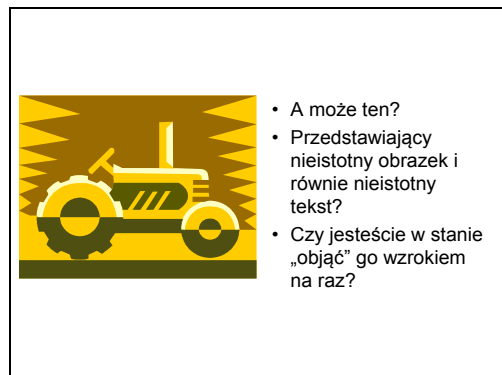 • A może ten?
• Przedstawiający
nieistotny obrazek i
równie nieistotny
tekst?
• Czy jesteście w stanie
„objąć” go wzrokiem
na raz?